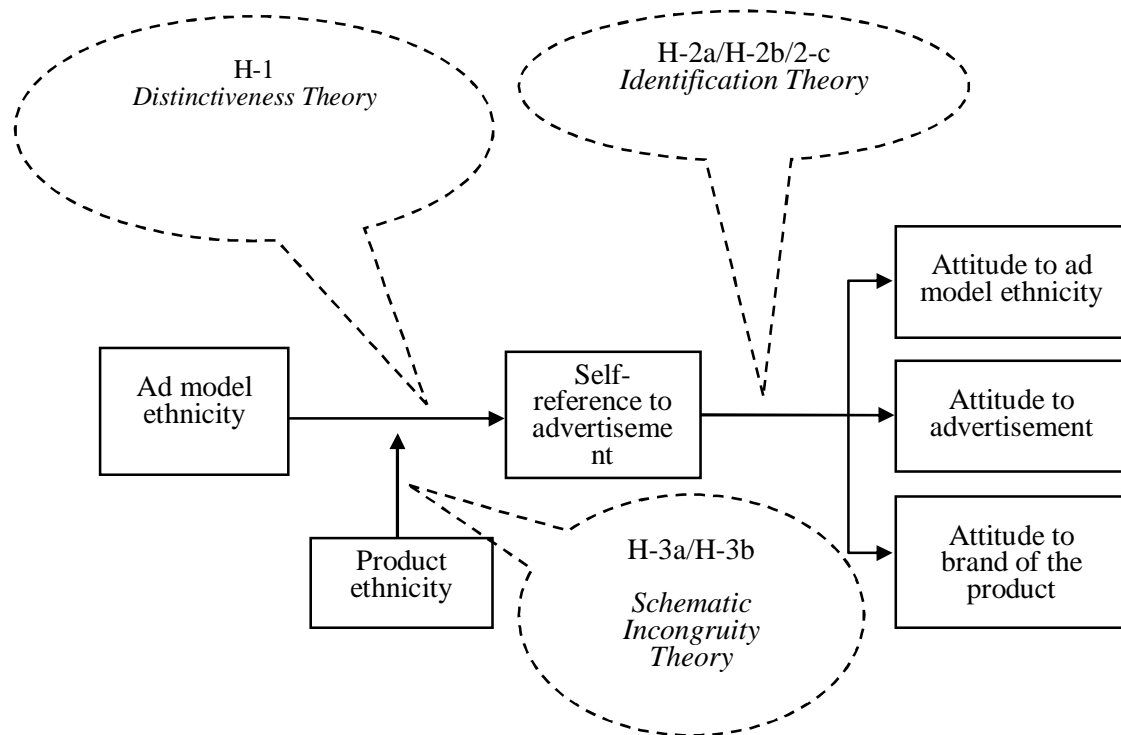 H-1
Distinctiveness Theory
H-2a/H-2b/2-c
Identification Theory
Attitude to ad
model ethnicity
Ad model
ethnicity
Self-
reference to
advertiseme
nt
Attitude to
advertisement
Product
ethnicity
H-3a/H-3b
Schematic
Incongruity
Theory
Attitude to
brand of the
product